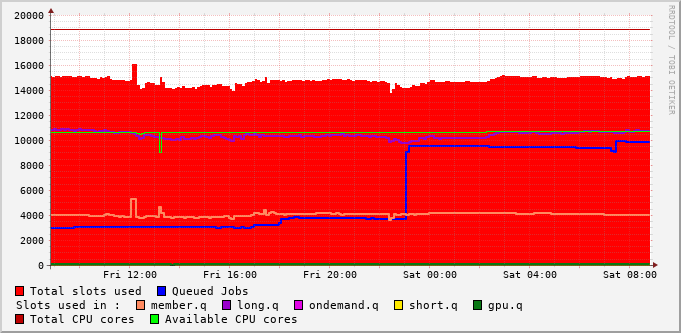 20000
18000
16000
14000
12000
10000
8000
6000
4000
2000
0
Fri 12:00 Fri 16:00 Fri 20:00 Sat 00:00 Sat 04:00 Sat 08:00
RRDTOOL / TOBI OETIKER
Total slots used Queued Jobs
Slots used in : member.q long.q ondemand.q short.q gpu.q
Total CPU cores Available CPU cores